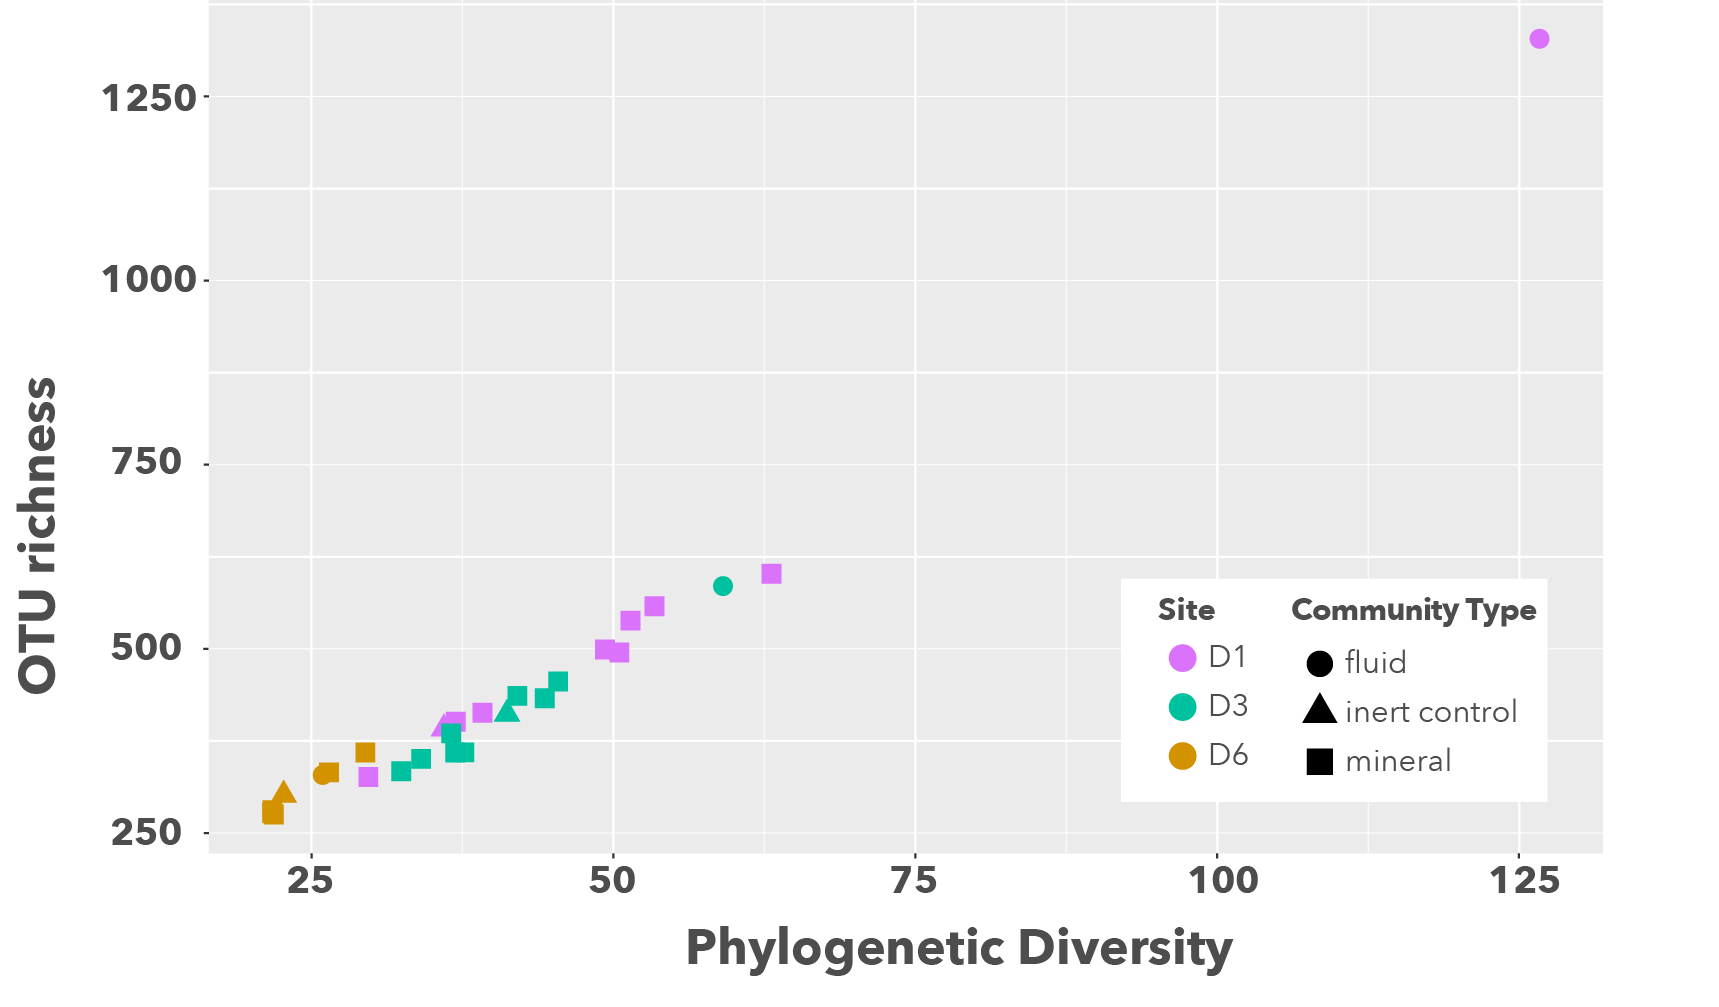 OTU richness
1250
1000
750
500
250
25 50 75 100 125
Phylogenetic Diversity
Site
D1
D3
D6
Community Type
fluid
inert control
mineral